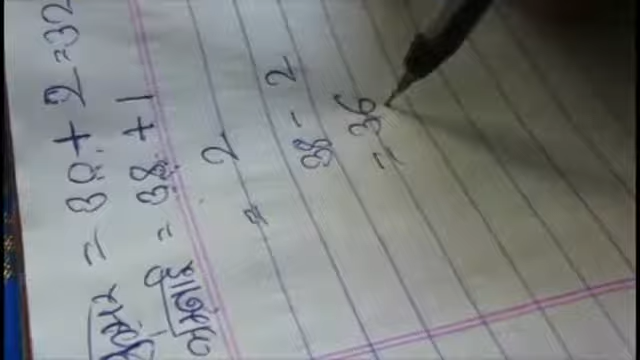 = 30 + 2 = 32
= 38 + 1
= 2
38 - 2
= 36